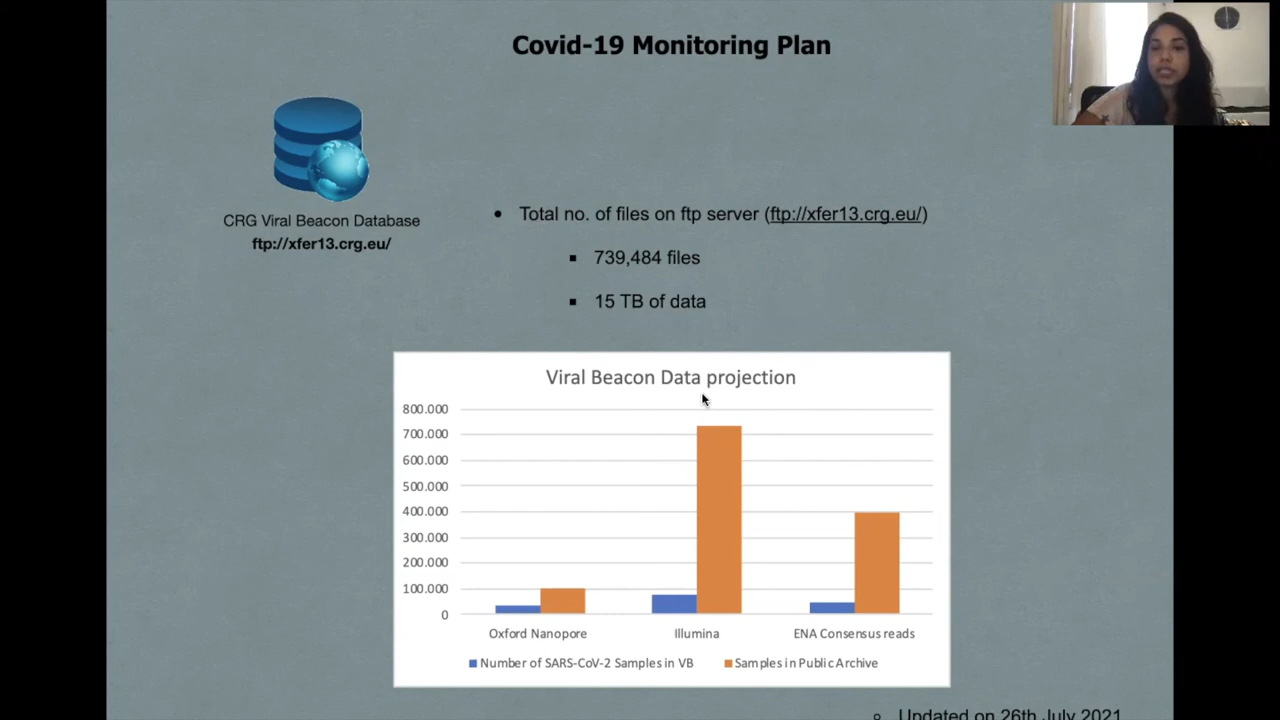 Covid-19 Monitoring Plan
CRG Viral Beacon Database
ftp://xfer13.crg.eu/
• Total no. of files on ftp server (ftp://xfer13.crg.eu/)
▪ 739,484 files
▪ 15 TB of data
Viral Beacon Data projection
800.000
700.000
600.000
500.000
400.000
300.000
200.000
100.000
0
Oxford Nanopore
Illumina
ENA Consensus reads
Number of SARS-CoV-2 Samples in VB
Samples in Public Archive
○ Updated on 26th July 2021